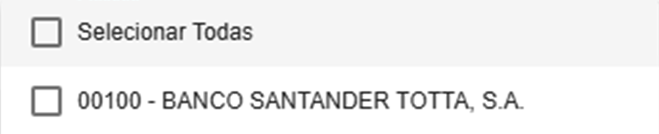 Selecionar Todas
00100 - BANCO SANTANDER TOTTA, S.A.